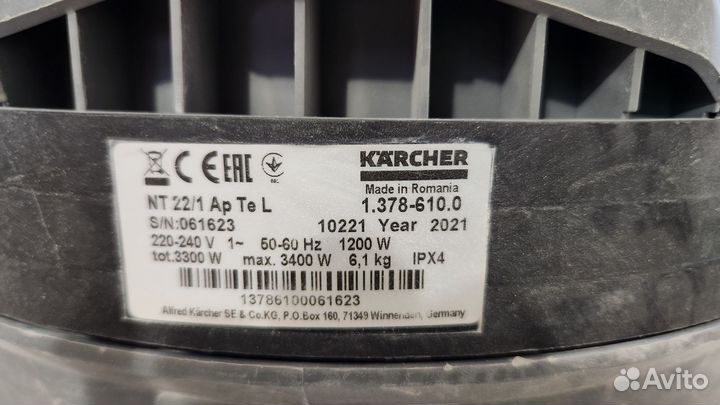 CE EAC
KÄRCHER
Made in Romania
NT 22/1 Ap Te L 1.378-610.0
S/N:061623 10221 Year 2021
220-240 V 1~ 50-60 Hz 1200 W
tot.3300 W max. 3400 W 6,1 kg IPX4
13786100061623
Alfred Kärcher SE & Co.KG, P.O.Box 160, 71349 Winnenden, Germany
Avito